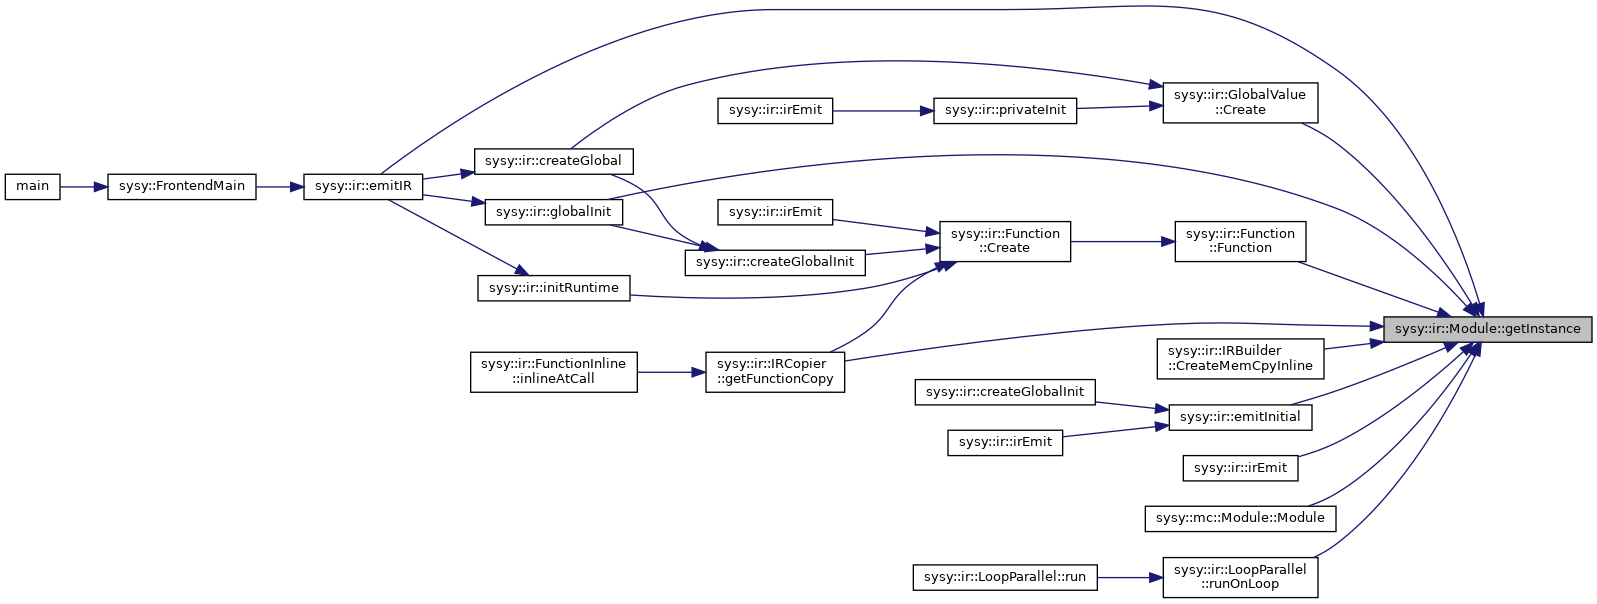 main
sysy::FrontendMain
sysy::ir::emitIR
sysy::ir::createGlobal
sysy::ir::globalInit
sysy::ir::initRuntime
sysy::ir::FunctionInline
::inlineAtCall
sysy::ir::irEmit
sysy::ir::irEmit
sysy::ir::createGlobalInit
sysy::ir::IRCopier
::getFunctionCopy
sysy::ir::privateInit
sysy::ir::Function
::Create
sysy::ir::createGlobalInit
sysy::ir::irEmit
sysy::ir::LoopParallel::run
sysy::ir::GlobalValue
::Create
sysy::ir::Function
::Function
sysy::ir::IRBuilder
::CreateMemCpyInline
sysy::ir::emitInitial
sysy::ir::irEmit
sysy::mc::Module::Module
sysy::ir::LoopParallel
::runOnLoop
sysy::ir::Module::getInstance